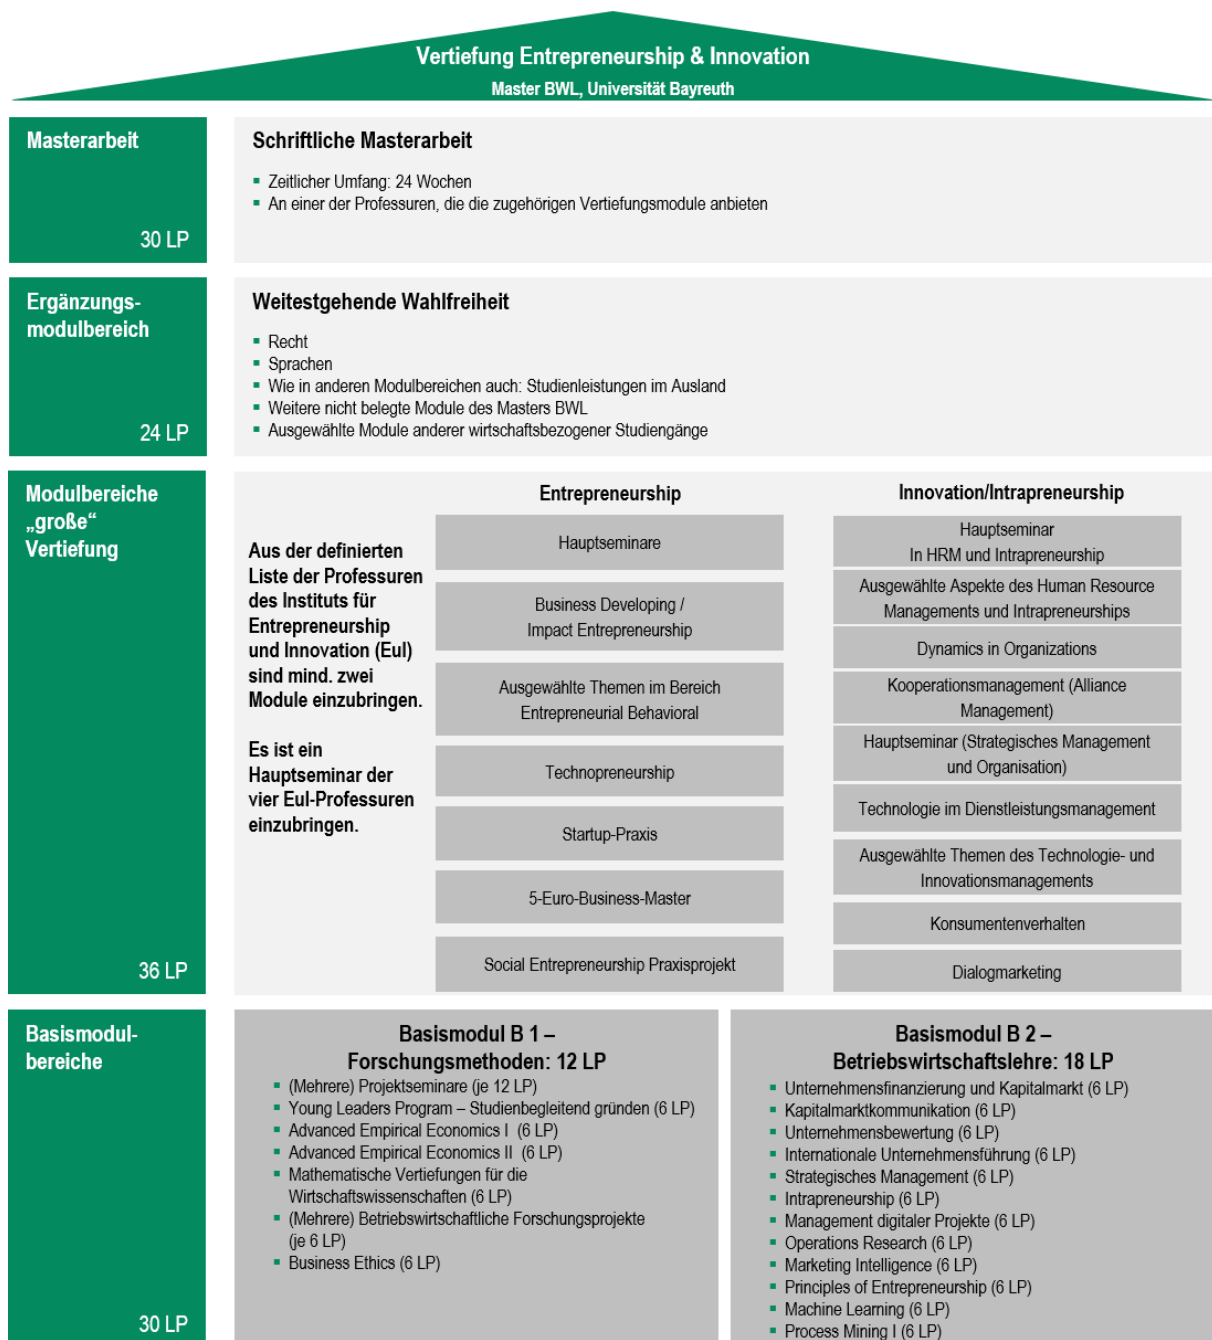 Vertiefung Entrepreneurship & Innovation
Master BWL, Universität Bayreuth
Masterarbeit
30 LP
Schriftliche Masterarbeit
▪ Zeitlicher Umfang: 24 Wochen
▪ An einer der Professuren, die die zugehörigen Vertiefungsmodule anbieten
Ergänzungs-
modulbereich
24 LP
Weitestgehende Wahlfreiheit
▪ Recht
▪ Sprachen
▪ Wie in anderen Modulbereichen auch: Studienleistungen im Ausland
▪ Weitere nicht belegte Module des Masters BWL
▪ Ausgewählte Module anderer wirtschaftsbezogener Studiengänge
Modulbereiche
„große“
Vertiefung
36 LP
Aus der definierten
Liste der Professuren
des Instituts für
Entrepreneurship
und Innovation (EuI)
sind mind. zwei
Module einzubringen.
Es ist ein
Hauptseminar der
vier EuI-Professuren
einzubringen.
Entrepreneurship
Hauptseminare
Business Developing /
Impact Entrepreneurship
Ausgewählte Themen im Bereich
Entrepreneurial Behavioral
Technopreneurship
Startup-Praxis
5-Euro-Business-Master
Social Entrepreneurship Praxisprojekt
Innovation/Intrapreneurship
Hauptseminar
In HRM und Intrapreneurship
Ausgewählte Aspekte des Human Resource
Managements und Intrapreneurships
Dynamics in Organizations
Kooperationsmanagement (Alliance
Management)
Hauptseminar (Strategisches Management
und Organisation)
Technologie im Dienstleistungsmanagement
Ausgewählte Themen des Technologie- und
Innovationsmanagements
Konsumentenverhalten
Dialogmarketing
Basismodul-
bereiche
30 LP
Basismodul B 1 –
Forschungsmethoden: 12 LP
▪ (Mehrere) Projektseminare (je 12 LP)
▪ Young Leaders Program – Studienbegleitend gründen (6 LP)
▪ Advanced Empirical Economics I (6 LP)
▪ Advanced Empirical Economics II (6 LP)
▪ Mathematische Vertiefungen für die
Wirtschaftswissenschaften (6 LP)
▪ (Mehrere) Betriebswirtschaftliche Forschungsprojekte
(je 6 LP)
▪ Business Ethics (6 LP)
Basismodul B 2 –
Betriebswirtschaftslehre: 18 LP
▪ Unternehmensfinanzierung und Kapitalmarkt (6 LP)
▪ Kapitalmarktkommunikation (6 LP)
▪ Unternehmensbewertung (6 LP)
▪ Internationale Unternehmensführung (6 LP)
▪ Strategisches Management (6 LP)
▪ Intrapreneurship (6 LP)
▪ Management digitaler Projekte (6 LP)
▪ Operations Research (6 LP)
▪ Marketing Intelligence (6 LP)
▪ Principles of Entrepreneurship (6 LP)
▪ Machine Learning (6 LP)
▪ Process Mining I (6 LP)